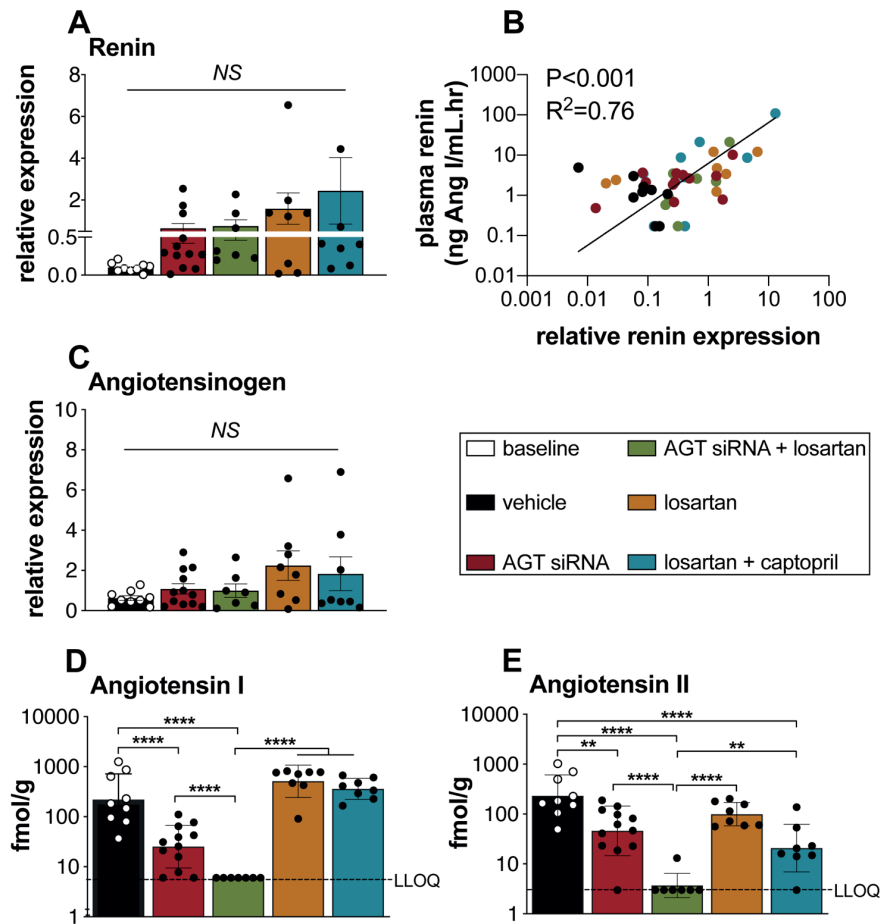 A
Renin
relative expression
8
6
4
2
0.5
0.0
NS
B
plasma renin
(ng Ang I/mL.hr)
1000
100
10
1
0.1
0.01
P<0.001
R²=0.76
0.001 0.01 0.1 1 10 100
relative renin expression
C
Angiotensinogen
relative expression
10
8
6
4
2
0
NS
baseline
AGT siRNA + losartan
vehicle
losartan
AGT siRNA
losartan + captopril
D
Angiotensin I
fmol/g
10000
1000
100
10
1
****
****
****
****
LLOQ
E
Angiotensin II
fmol/g
10000
1000
100
10
1
****
****
**
**
****
****
LLOQ